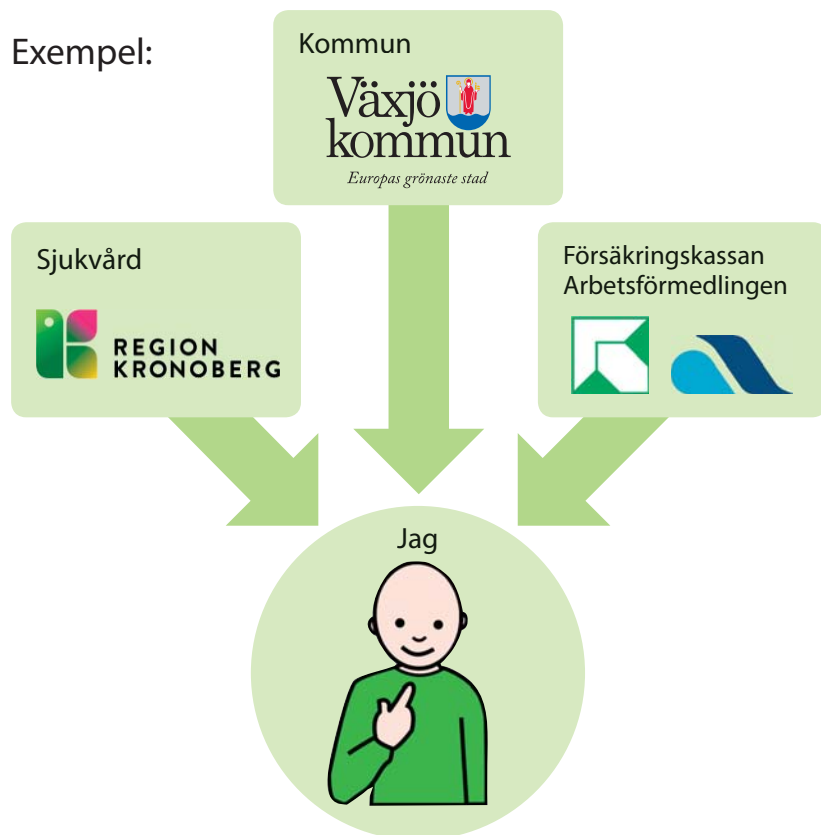 Exempel:
Kommun
Växjö
kommun
Europas grönaste stad
Sjukvård
REGION
KRONOBERG
Försäkringskassan
Arbetsförmedlingen
Jag